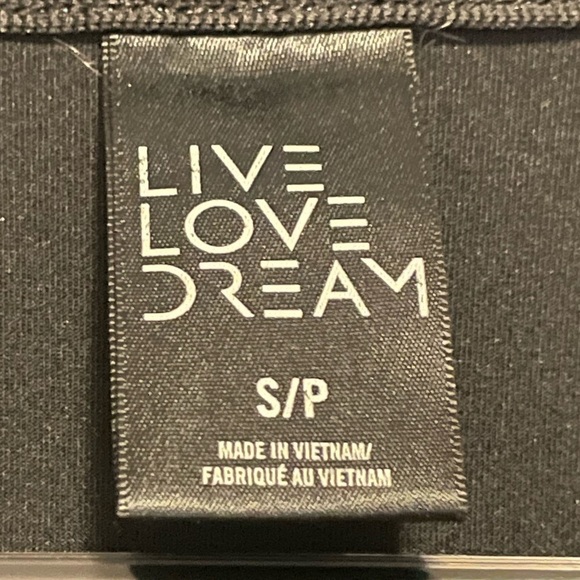 LIVE
LOVE
DREAM
S/P
MADE IN VIETNAM/
FABRIQUÉ AU VIETNAM